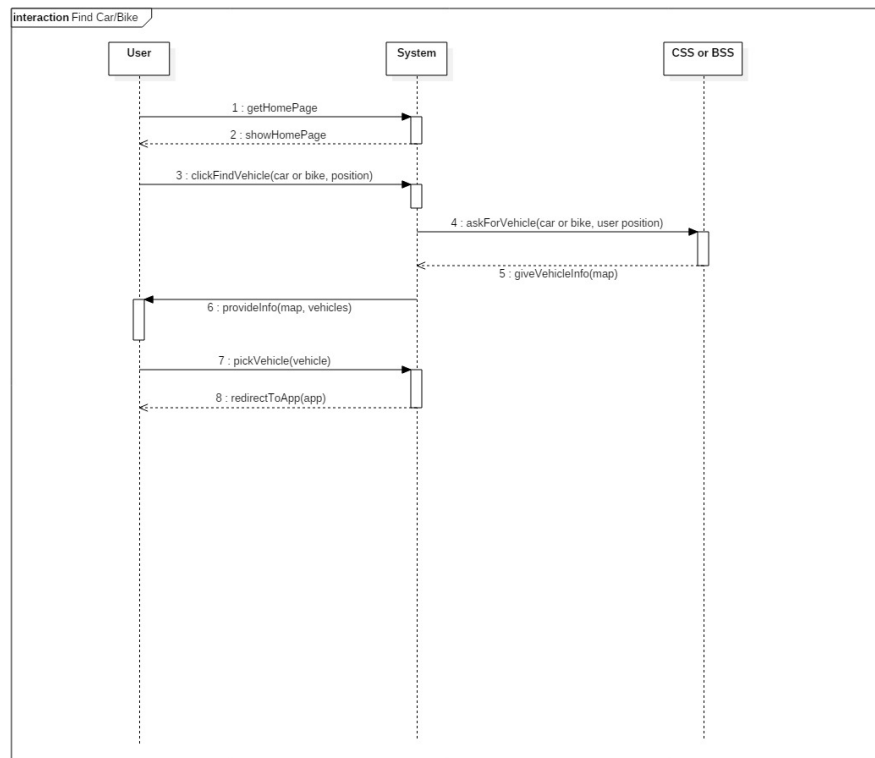 interaction Find Car/Bike
User
System
CSS or BSS
1 : getHomePage
2 : showHomePage
3 : clickFindVehicle(car or bike, position)
4 : askForVehicle(car or bike, user position)
5 : giveVehicleInfo(map)
6 : provideInfo(map, vehicles)
7 : pickVehicle(vehicle)
8 : redirectToApp(app)